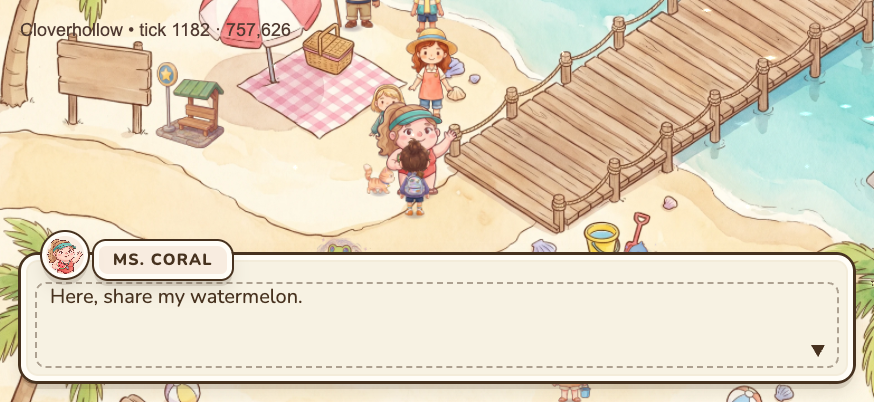 Cloverhollow • tick 1182 · 757,626
MS. CORAL
Here, share my watermelon.